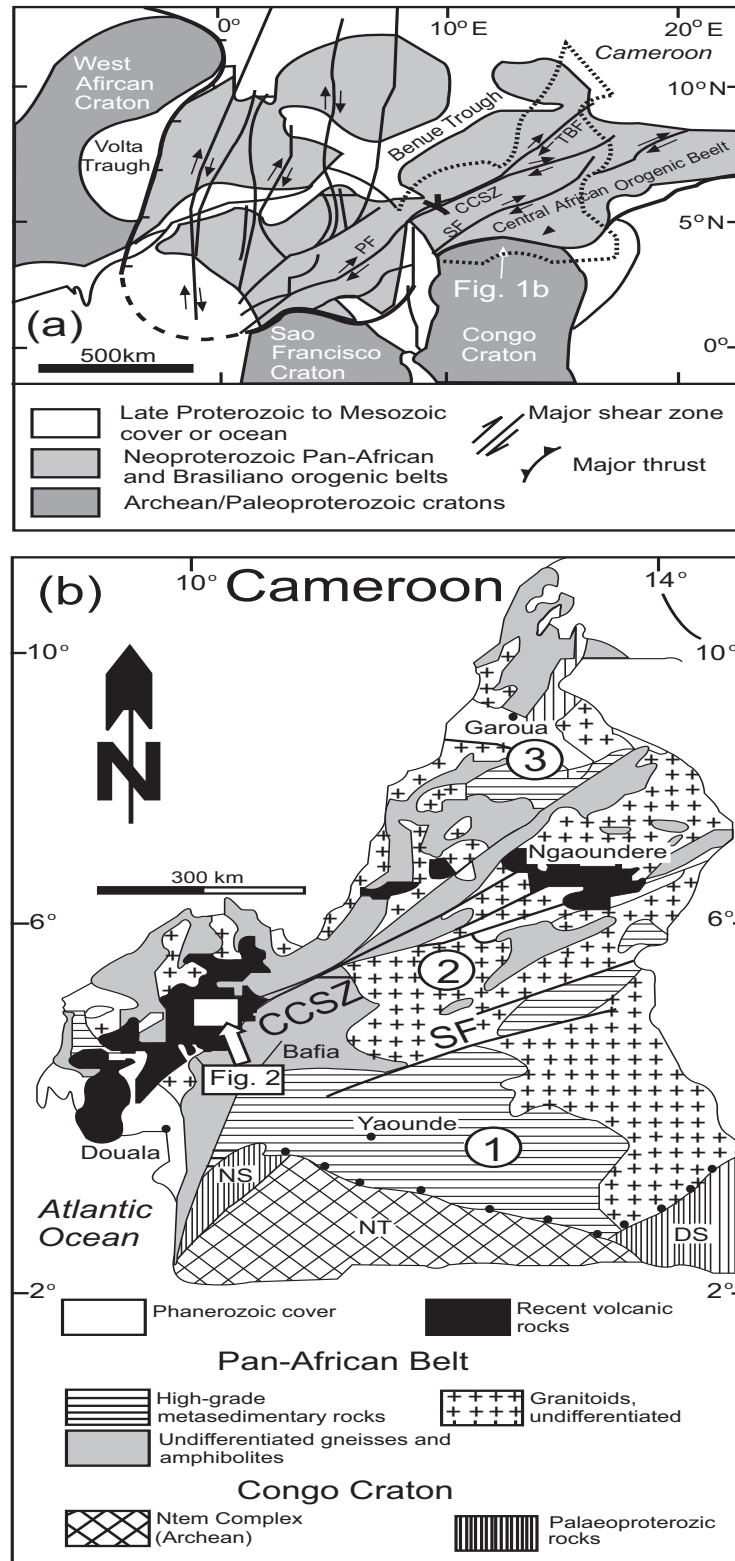 0°
10°E
20°E
West
Afircan
Craton
Cameroon
10°N
Volta
Traugh
Benue Trough
TBF
CCSZ
SF
Central African Orogenic Beelt
5°N
PF
Fig. 1b
(a)
500km
Sao
Francisco
Craton
Congo
Craton
0°
Late Proterozoic to Mesozoic
cover or ocean
Major shear zone
Neoproterozoic Pan-African
and Brasiliano orogenic belts
Major thrust
Archean/Paleoproterozoic cratons
(b)
10°
Cameroon
14°
10°
10°
N
Garoua
3
Ngaoundere
300 km
6°
6°
2
CCSZ
SF
Bafia
Fig. 2
Yaounde
1
Douala
NS
Atlantic
Ocean
NT
DS
2°
2°
Phanerozoic cover
Recent volcanic
rocks
Pan-African Belt
High-grade
metasedimentary rocks
Granitoids,
undifferentiated
Undifferentiated gneisses and
amphibolites
Congo Craton
Ntem Complex
(Archean)
Palaeoproterozic
rocks